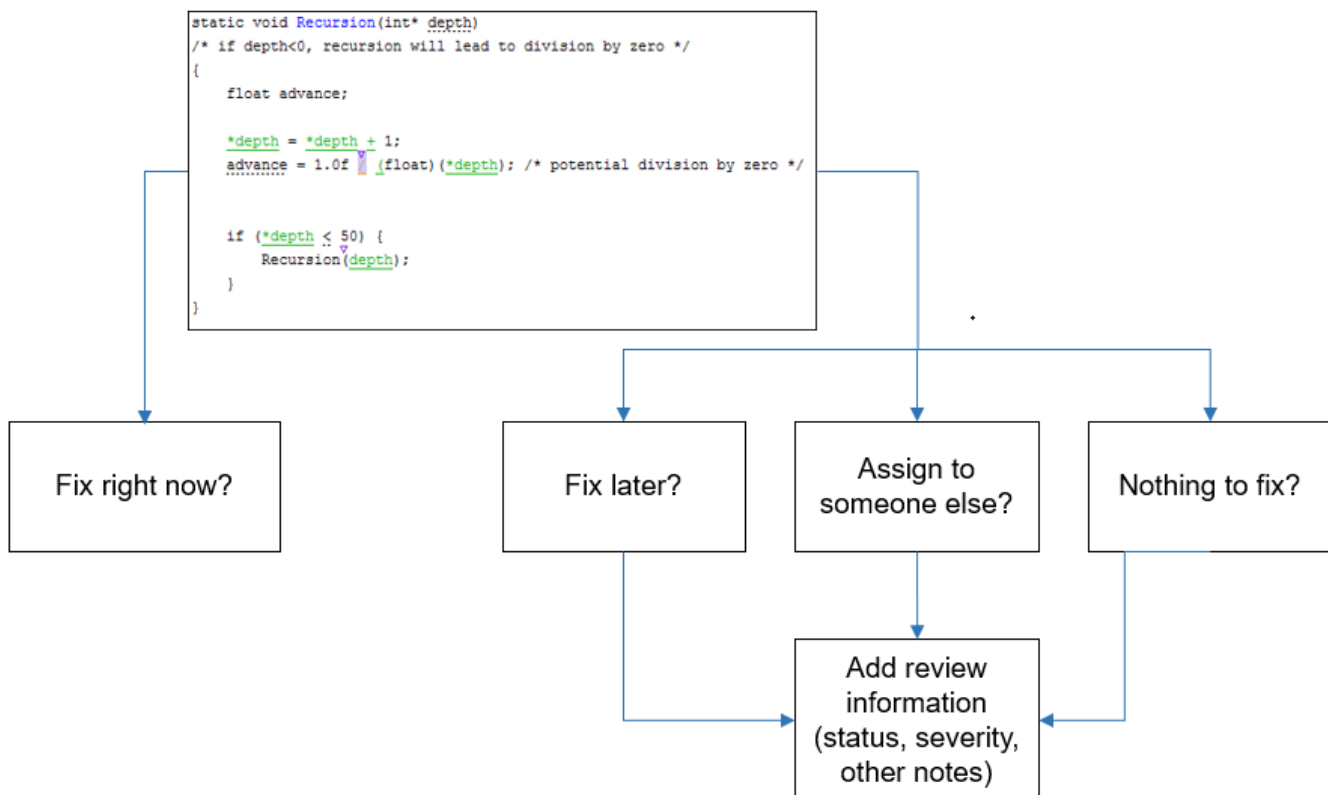 static void Recursion(int* depth)
/* if depth<0, recursion will lead to division by zero */
{
float advance;
*depth = *depth + 1;
advance = 1.0f / (float)(*depth); /* potential division by zero */
if (*depth < 50) {
Recursion(depth);
}
}
Fix right now?
Fix later?
Assign to
someone else?
Nothing to fix?
Add review
information
(status, severity,
other notes)